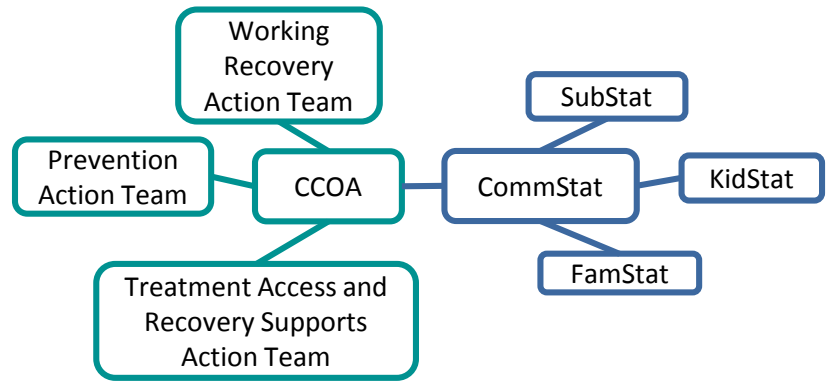 Working
Recovery
Action Team
SubStat
Prevention
Action Team
CCOA
CommStat
KidStat
FamStat
Treatment Access and
Recovery Supports
Action Team